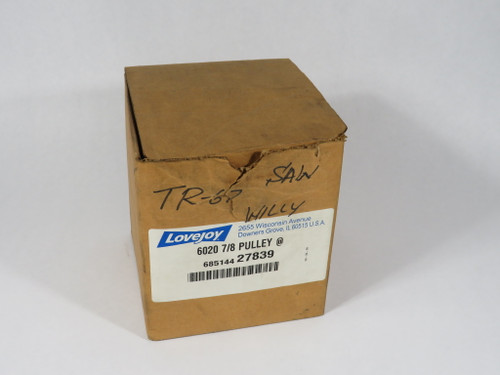 TR-67 SAW
WILLY
Lovejoy
2655 Wisconsin Avenue
Downers Grove, IL 60515 U.S.A.
6020 7/8 PULLEY @
685144 27839